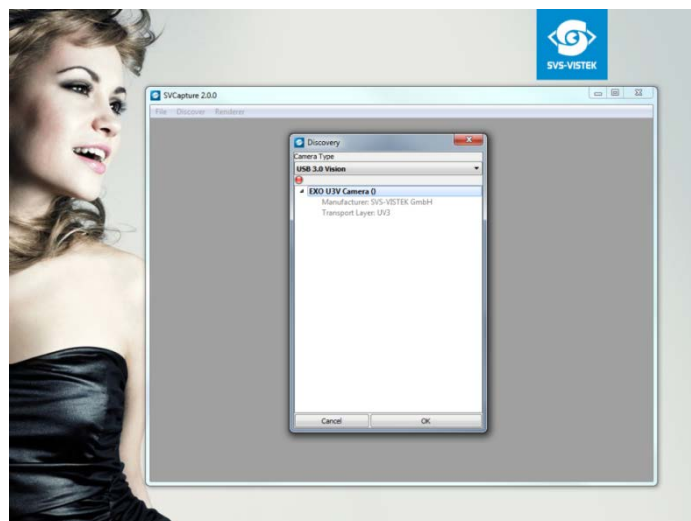 SVS-VISTEK
SVCapture 2.0.0
File Discover Renderer
Discovery
Camera Type
USB 3.0 Vision
EXO U3V Camera ()
Manufacturer: SVS-VISTEK GmbH
Transport Layer: UV3
Cancel OK